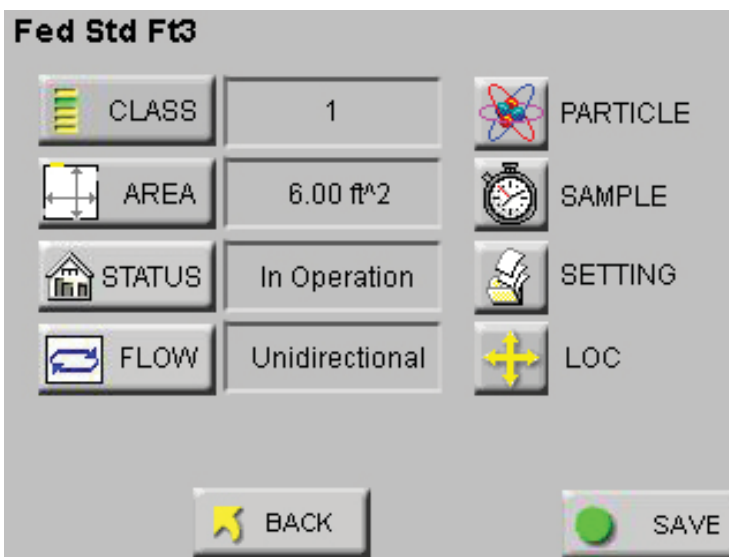 Fed Std Ft3
CLASS 1 PARTICLE
AREA 6.00 ft^2 SAMPLE
STATUS In Operation SETTING
FLOW Unidirectional LOC
BACK SAVE